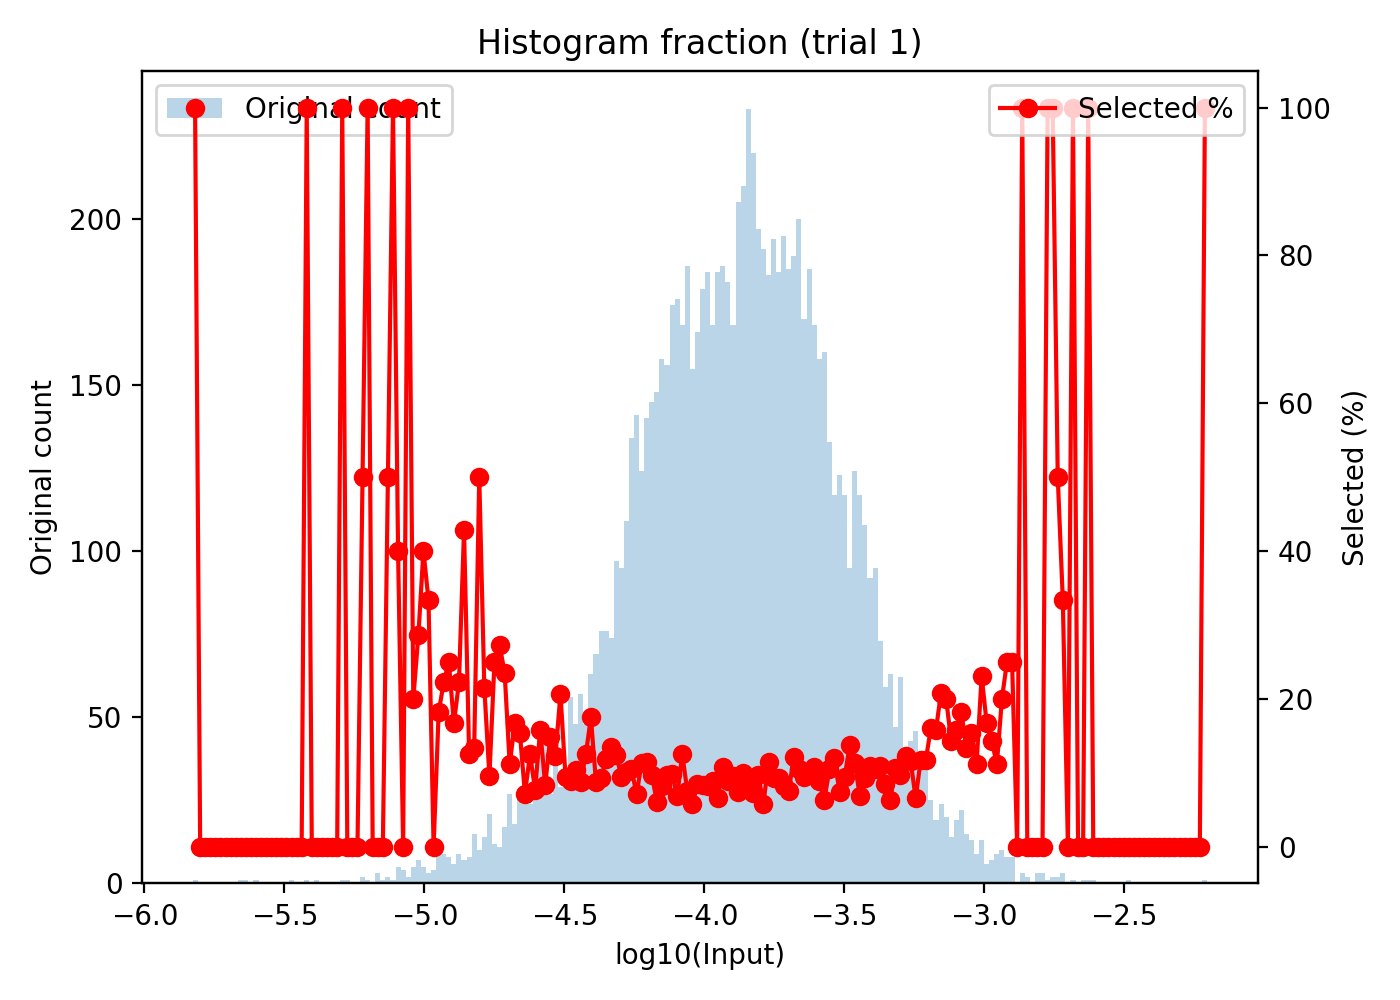 Histogram fraction (trial 1)
Original count
Selected %
200
150
100
50
0
Original count
100
80
60
40
20
0
Selected (%)
−6.0 −5.5 −5.0 −4.5 −4.0 −3.5 −3.0 −2.5
log10(Input)